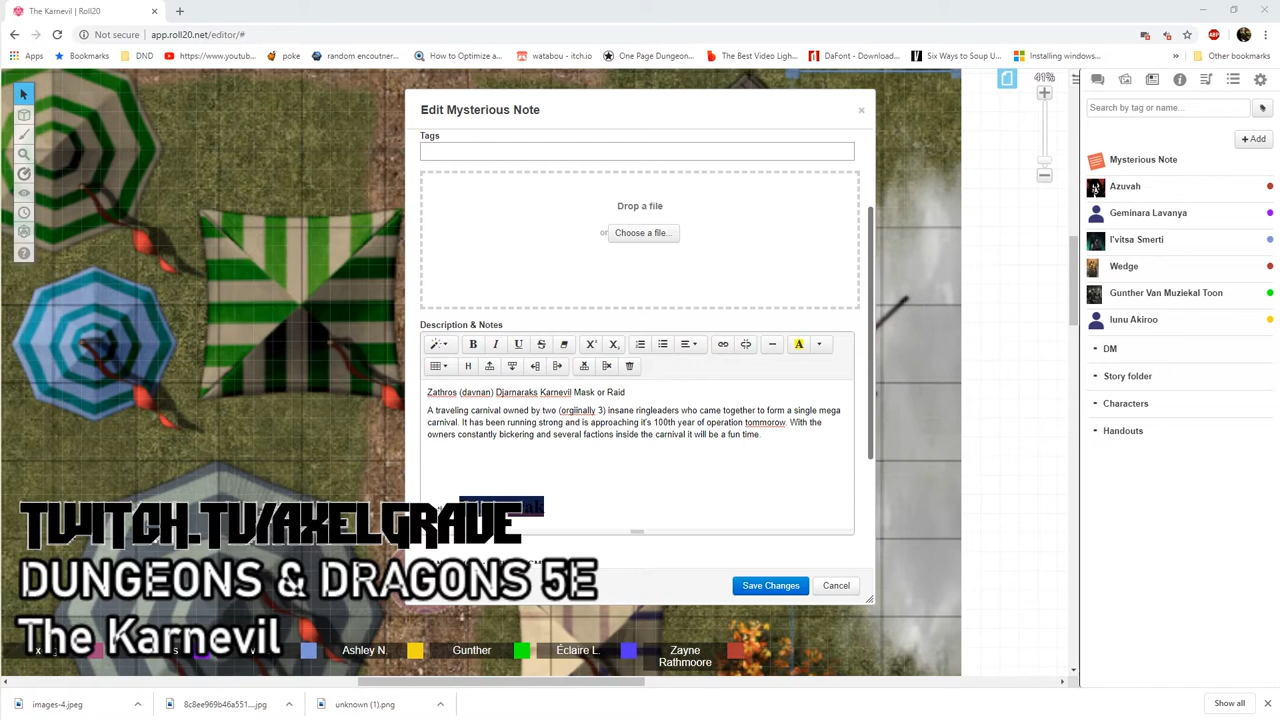 The Karnevil | Roll20
Not secure | app.roll20.net/editor/#
Apps Bookmarks DND https://www.youtub... poke random encoutner... How to Optimize a... watabou - itch.io One Page Dungeon... The Best Video Ligh... DaFont - Download... Six Ways to Soup U... Installing windows... » Other bookmarks
41%
Edit Mysterious Note
Tags
Drop a file
or Choose a file...
Description & Notes
Zathros (davnan) Djarnaraks Karnevil Mask or Raid
A traveling carnival owned by two (orgiinally 3) insane ringleaders who came together to form a single mega
carnival. It has been running strong and is approaching it's 100th year of operation tommorow. With the
owners constantly bickering and several factions inside the carnival it will be a fun time.
Save Changes Cancel
Search by tag or name...
+ Add
Mysterious Note
Azuvah
Geminara Lavanya
I'vitsa Smerti
Wedge
Gunther Van Muziekal Toon
Iunu Akiroo
DM
Story folder
Characters
Handouts
TWITCH.TV/AXELGRAVE
DUNGEONS & DRAGONS 5E
The Karnevil
Ashley N. Gunther Éclaire L. Zayne
Rathmoore
images-4.jpeg 8c8ee969b46a551....jpg unknown (1).png Show all